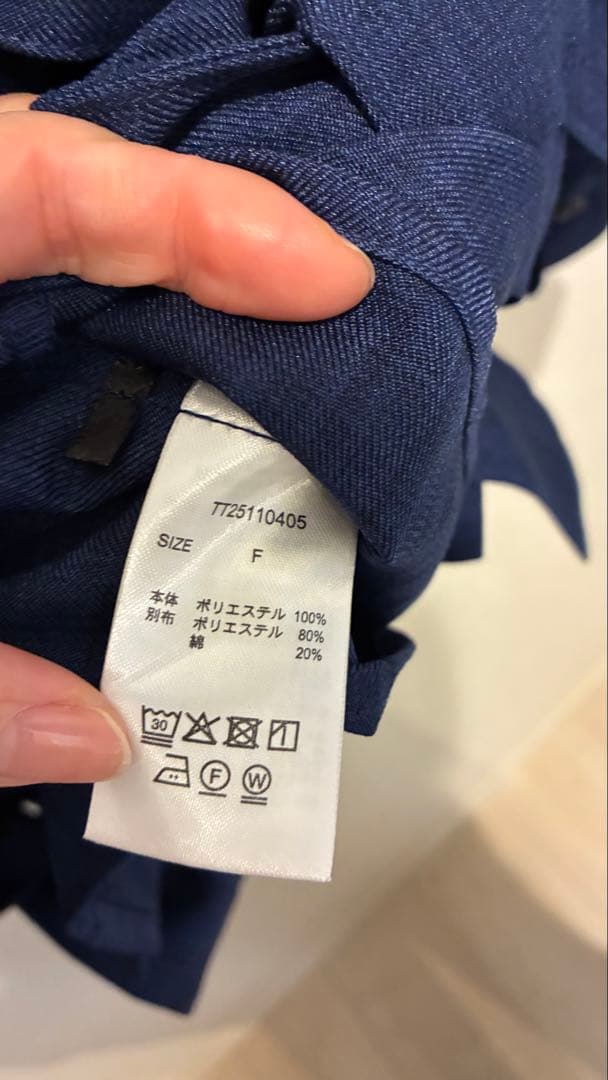 TT25110405
SIZE F
本体 ポリエステル 100%
別布 ポリエステル 80%
綿 20%
30
F W